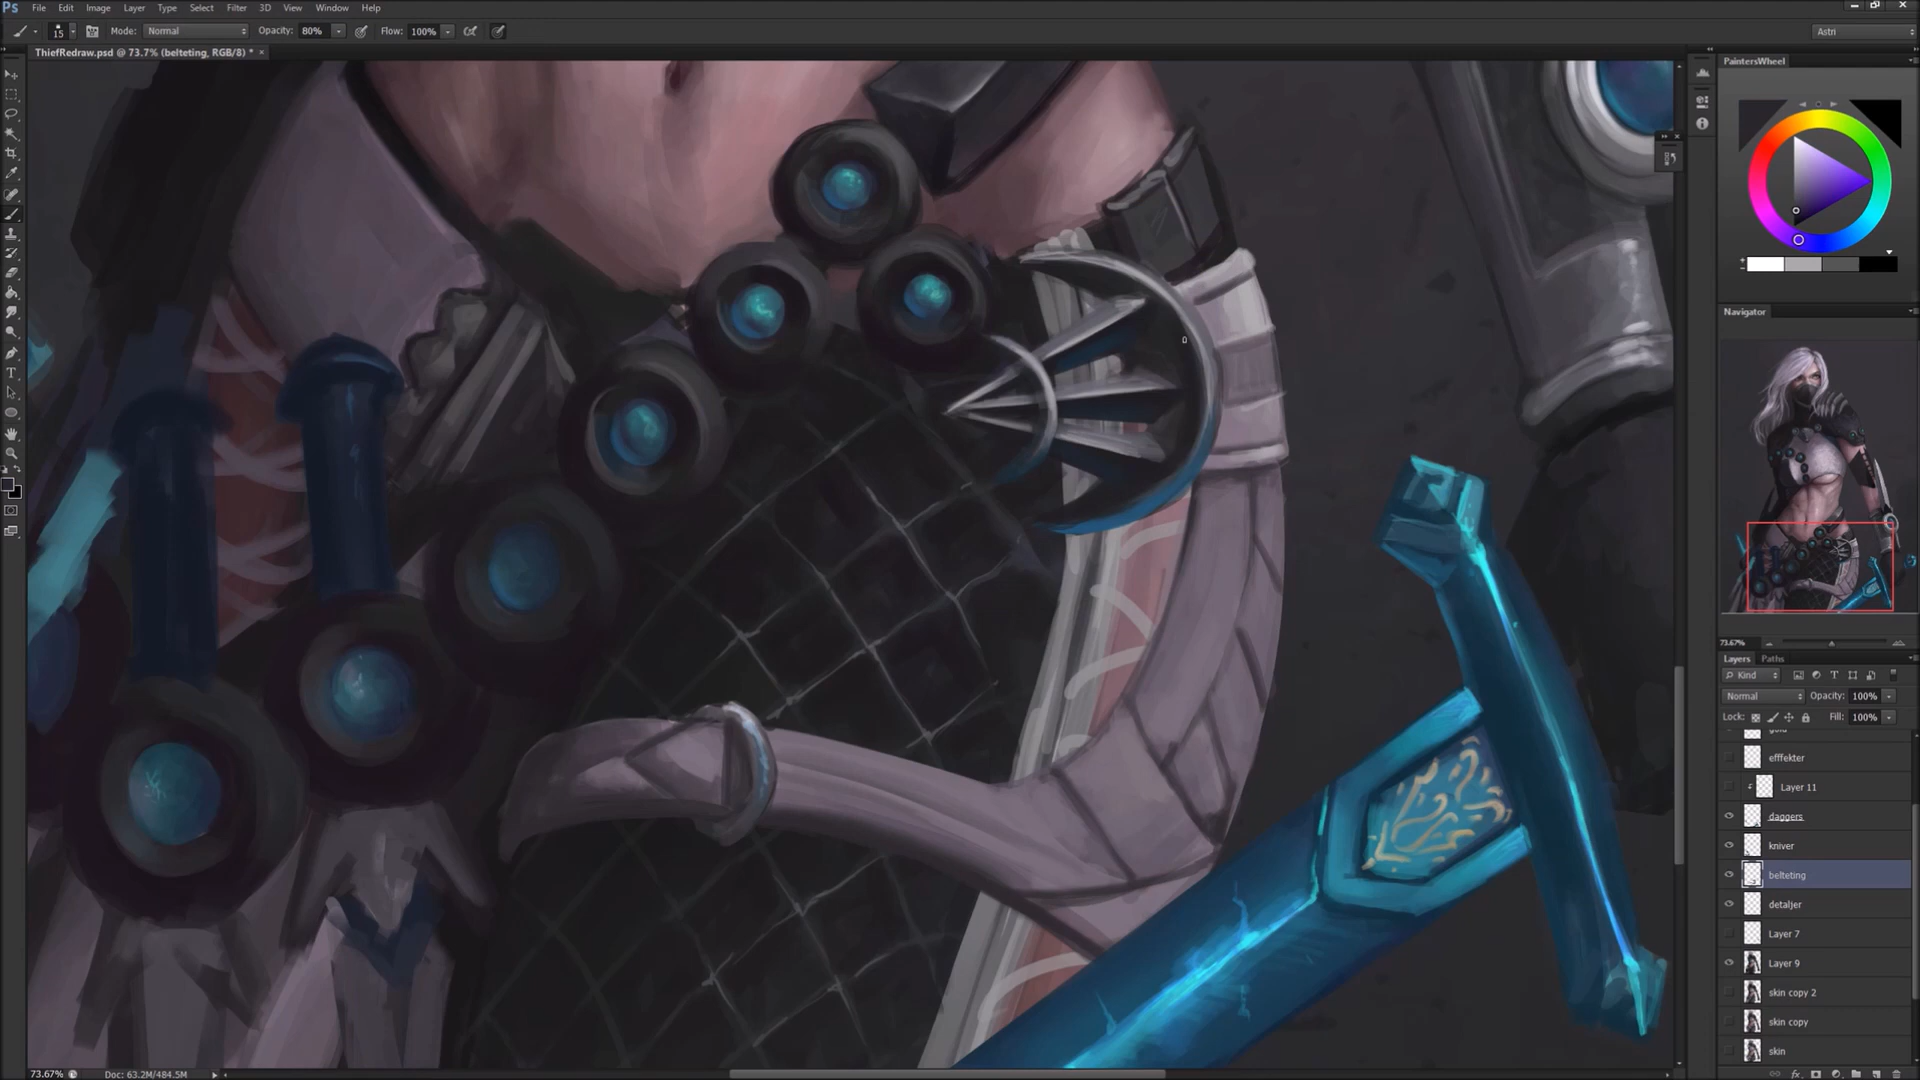 Ps File Edit Image Layer Type Select Filter 3D View Window Help
15 Mode: Normal Opacity: 80% Flow: 100% Astri
ThiefRedraw.psd @ 73.7% (belteting, RGB/8) * ×
PaintersWheel
Navigator
73.67%
Layers Paths
Kind
Normal Opacity: 100%
Lock: Fill: 100%
efffekter
Layer 11
daggers
kniver
belteting
detaljer
Layer 7
Layer 9
skin copy 2
skin copy
skin
73.67% Doc: 63.2M/484.5M